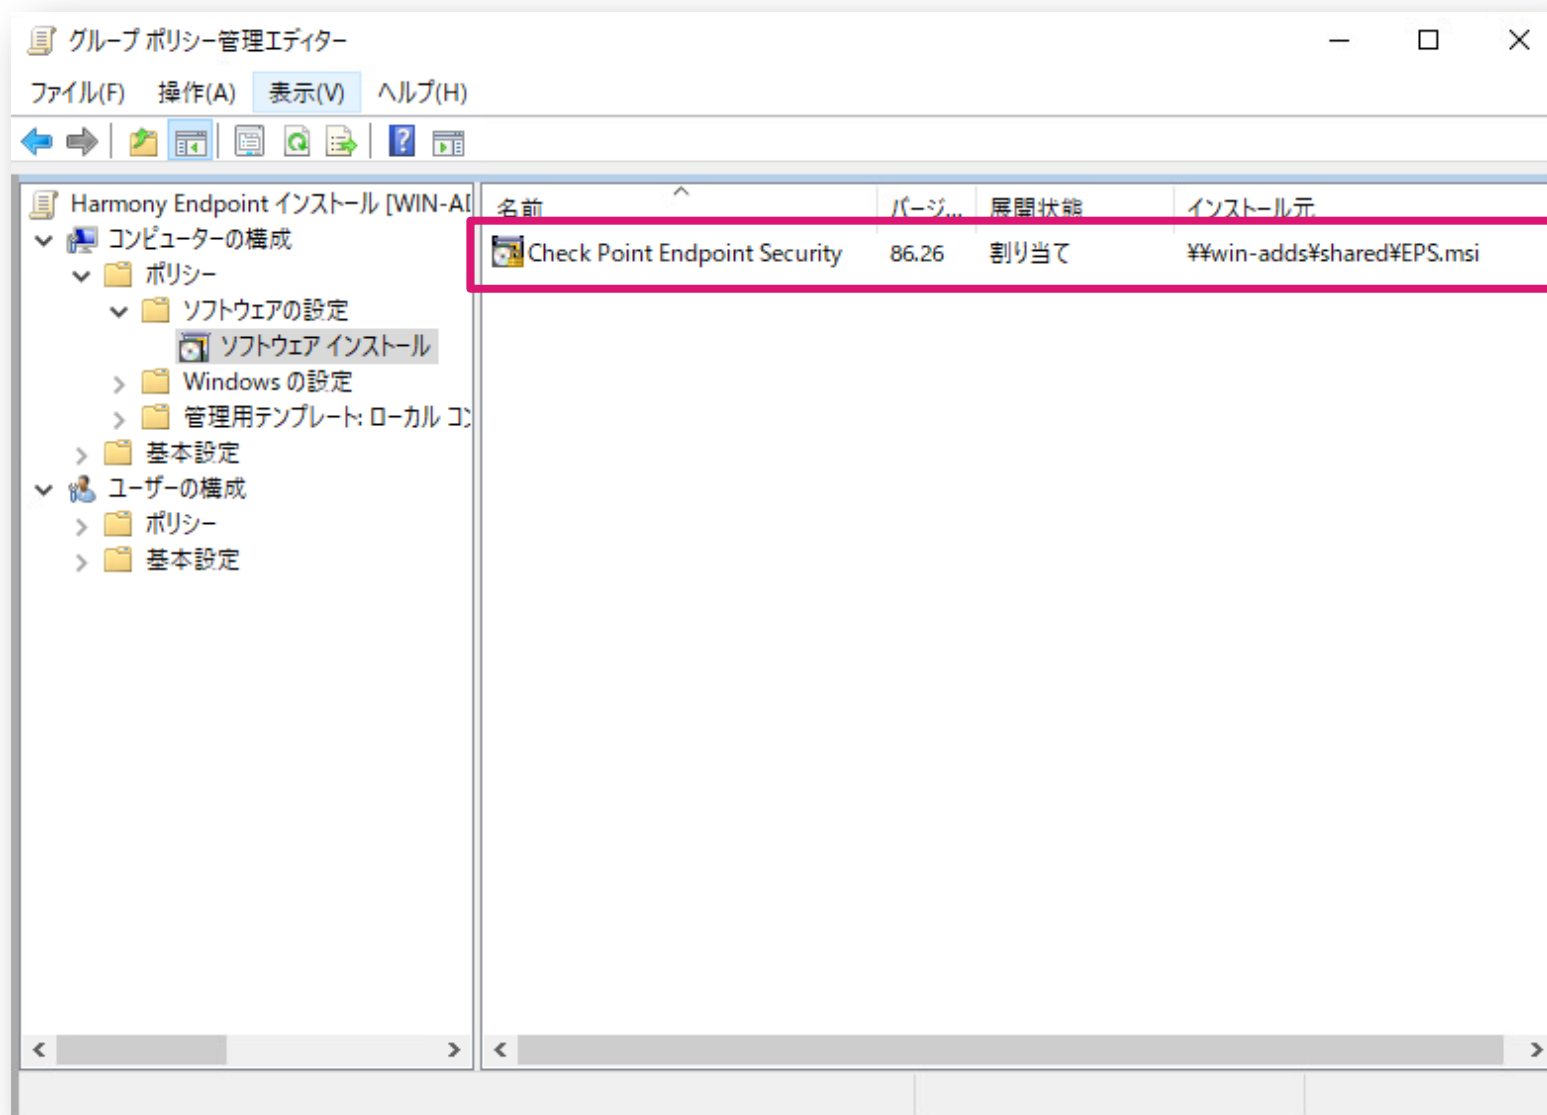 グループ ポリシー管理エディター
ファイル(F) 操作(A) 表示(V) ヘルプ(H)
Harmony Endpoint インストール [WIN-AD
コンピューターの構成
ポリシー
ソフトウェアの設定
ソフトウェア インストール
Windows の設定
管理用テンプレート: ローカル コン
基本設定
ユーザーの構成
ポリシー
基本設定
名前 バージ... 展開状態 インストール元
Check Point Endpoint Security 86.26 割り当て ¥¥win-adds¥shared¥EPS.msi